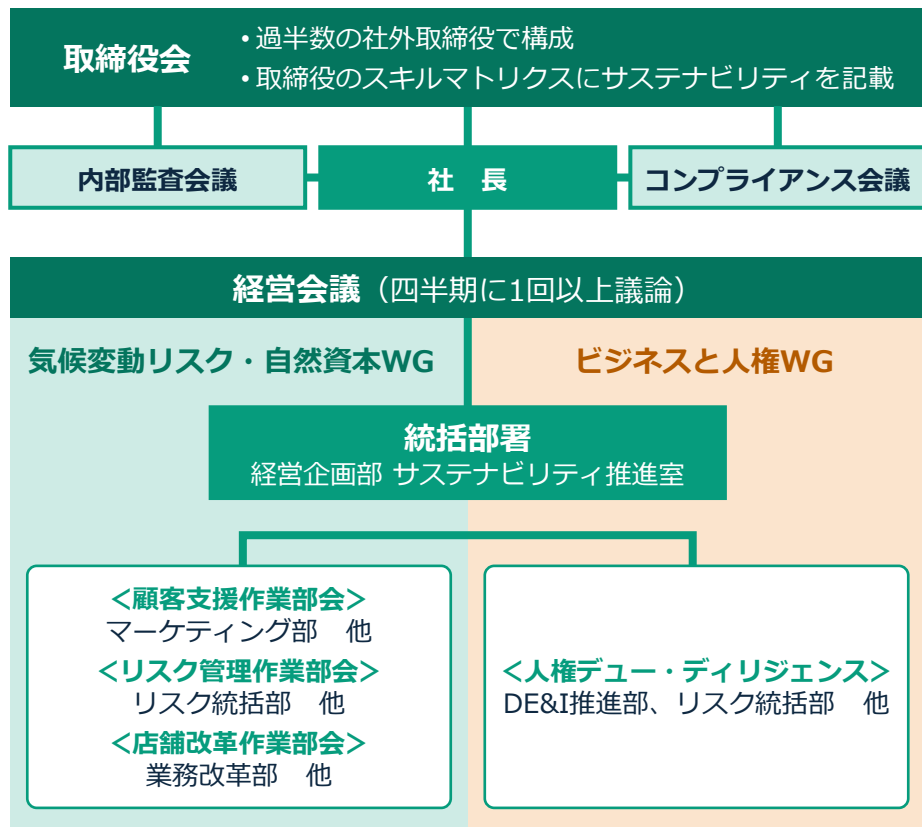 取締役会
・過半数の社外取締役で構成
・取締役のスキルマトリクスにサステナビリティを記載
内部監査会議
社　長
コンプライアンス会議
経営会議（四半期に1回以上議論）
気候変動リスク・自然資本WG
ビジネスと人権WG
統括部署
経営企画部 サステナビリティ推進室
＜顧客支援作業部会＞
マーケティング部　他
＜リスク管理作業部会＞
リスク統括部　他
＜店舗改革作業部会＞
業務改革部　他
＜人権デュー・ディリジェンス＞
DE&I推進部、リスク統括部　他